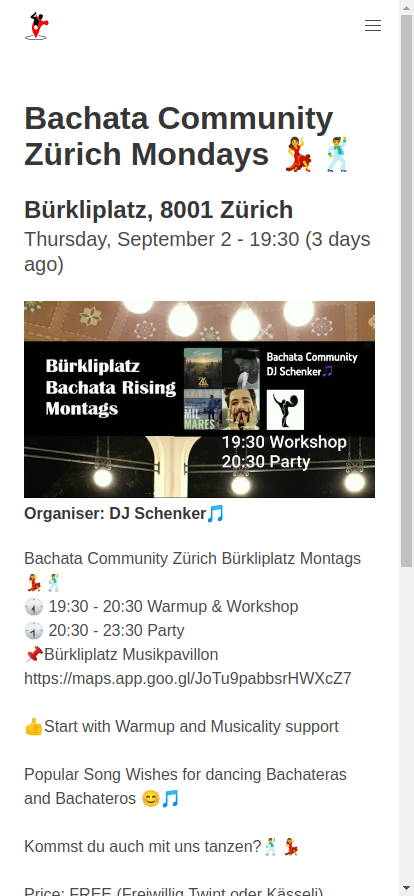 Bachata Community
Zürich Mondays 💃🕺
Bürkliplatz, 8001 Zürich
Thursday, September 2 - 19:30 (3 days
ago)
Bürkliplatz
Bachata Rising
Montags
Bachata Community
DJ Schenker🎵
MIL
MARES
19:30 Workshop
20:30 Party
Organiser: DJ Schenker🎵
Bachata Community Zürich Bürkliplatz Montags
💃🕺
🕢 19:30 - 20:30 Warmup & Workshop
🕣 20:30 - 23:30 Party
📌Bürkliplatz Musikpavillon
https://maps.app.goo.gl/JoTu9pabbsrHWXcZ7
👍Start with Warmup and Musicality support
Popular Song Wishes for dancing Bachateras
and Bachateros 😊🎵
Kommst du auch mit uns tanzen?🕺💃
Price: FREE (Freiwillig Twint oder Kässeli)